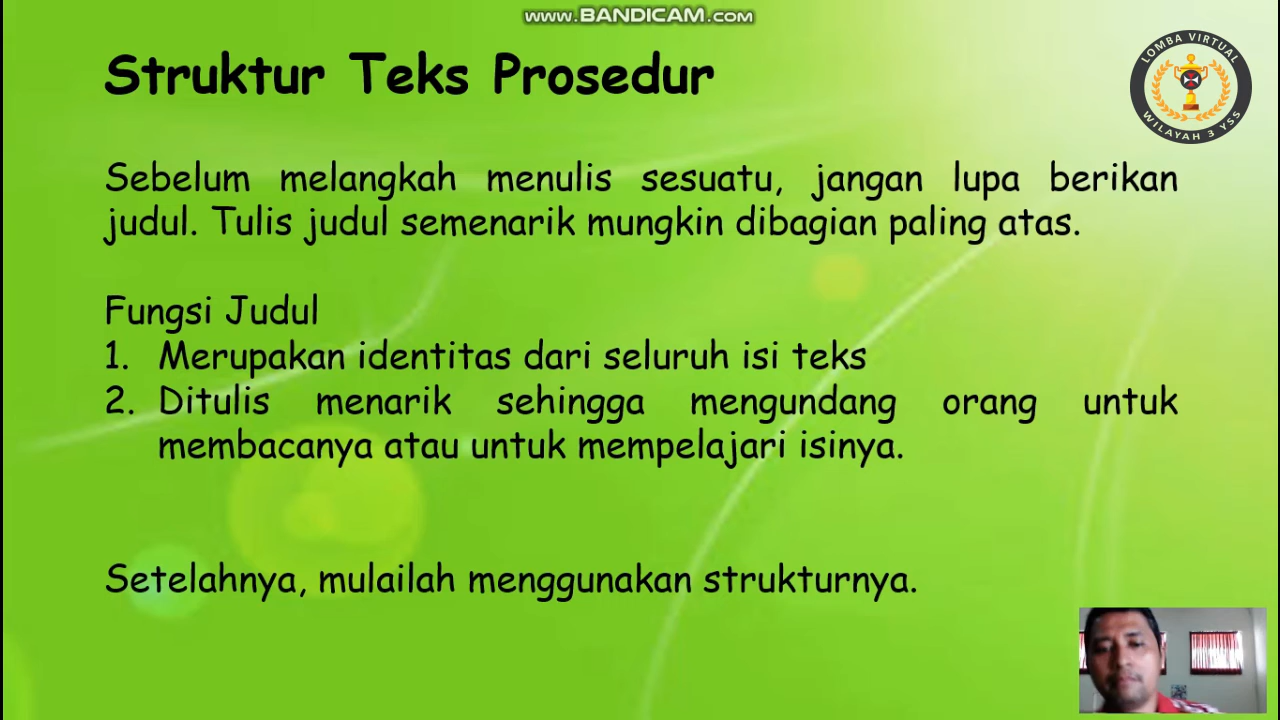 www.BANDICAM.com
Struktur Teks Prosedur
LOMBA VIRTUAL
WILAYAH 3 YSS
Sebelum melangkah menulis sesuatu, jangan lupa berikan
judul. Tulis judul semenarik mungkin dibagian paling atas.
Fungsi Judul
1. Merupakan identitas dari seluruh isi teks
2. Ditulis menarik sehingga mengundang orang untuk
membacanya atau untuk mempelajari isinya.
Setelahnya, mulailah menggunakan strukturnya.